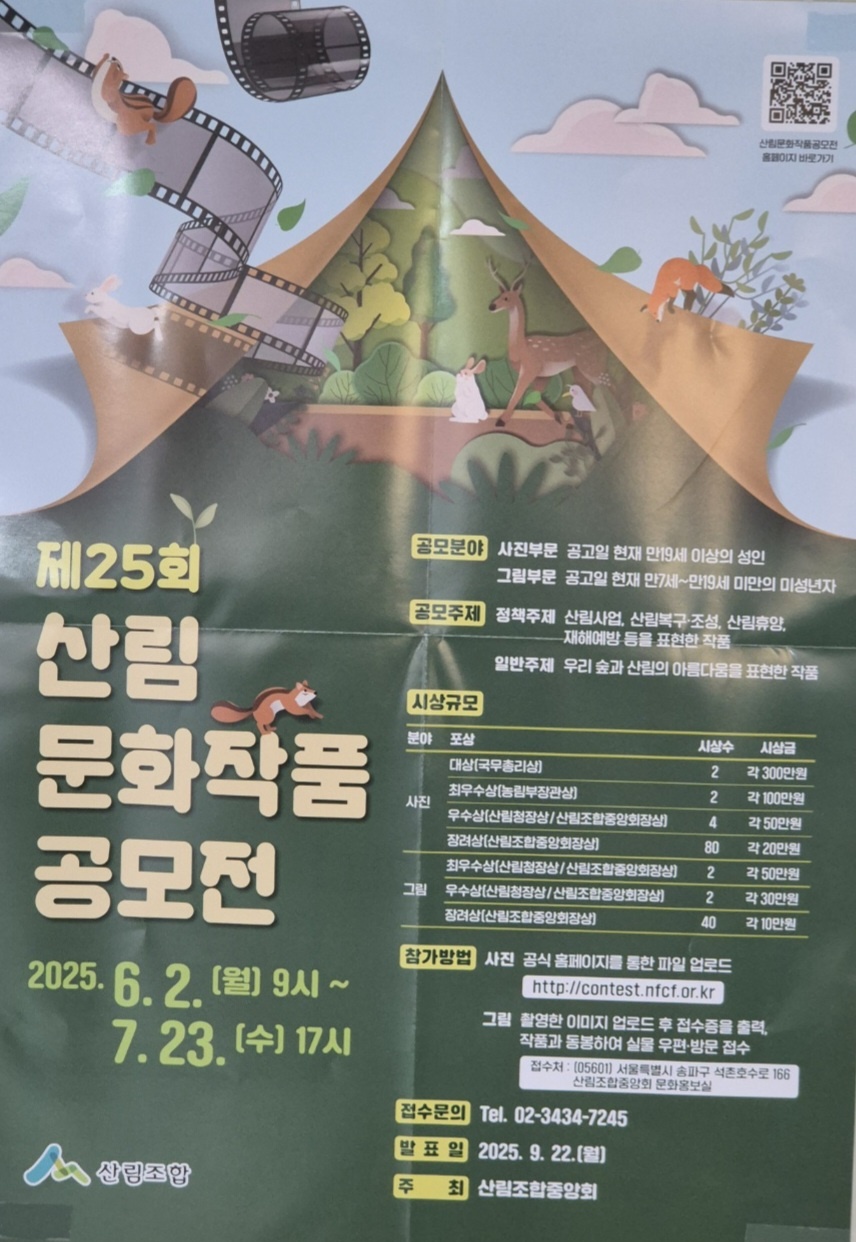 산림문화작품공모전
홈페이지 바로가기
제25회
산림
문화작품
공모전
2025. 6. 2. (월) 9시 ~
7. 23. (수) 17시
산림조합
공모분야 사진부문 공고일 현재 만19세 이상의 성인
그림부문 공고일 현재 만7세~만19세 미만의 미성년자
공모주제 정책주제 산림사업, 산림복구·조성, 산림휴양,
재해예방 등을 표현한 작품
일반주제 우리 숲과 산림의 아름다움을 표현한 작품
시상규모
분야 포상 시상수 시상금
사진
대상(국무총리상) 2 각 300만원
최우수상(농림부장관상) 2 각 100만원
우수상(산림청장상/산림조합중앙회장상) 4 각 50만원
장려상(산림조합중앙회장상) 80 각 20만원
그림
최우수상(산림청장상/산림조합중앙회장상) 2 각 50만원
우수상(산림청장상/산림조합중앙회장상) 2 각 30만원
장려상(산림조합중앙회장상) 40 각 10만원
참가방법 사진 공식 홈페이지를 통한 파일 업로드
http://contest.nfcf.or.kr
그림 촬영한 이미지 업로드 후 접수증을 출력,
작품과 동봉하여 실물 우편·방문 접수
접수처 : (05601) 서울특별시 송파구 석촌호수로 166
산림조합중앙회 문화홍보실
접수문의 Tel. 02-3434-7245
발표일 2025. 9. 22.(월)
주최 산림조합중앙회